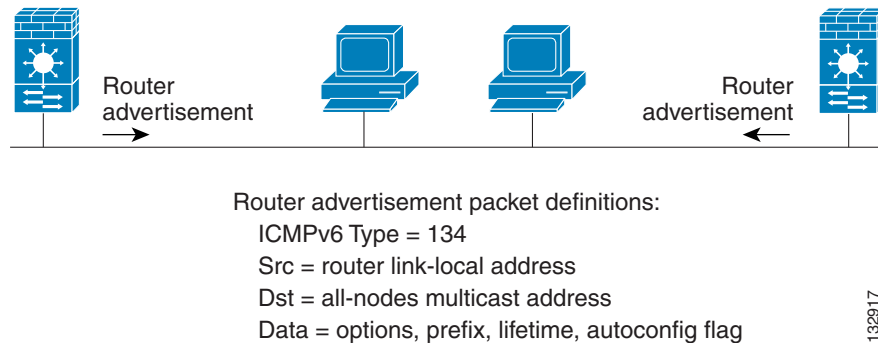 Router
advertisement
Router
advertisement
Router advertisement packet definitions:
ICMPv6 Type = 134
Src = router link-local address
Dst = all-nodes multicast address
Data = options, prefix, lifetime, autoconfig flag
132917